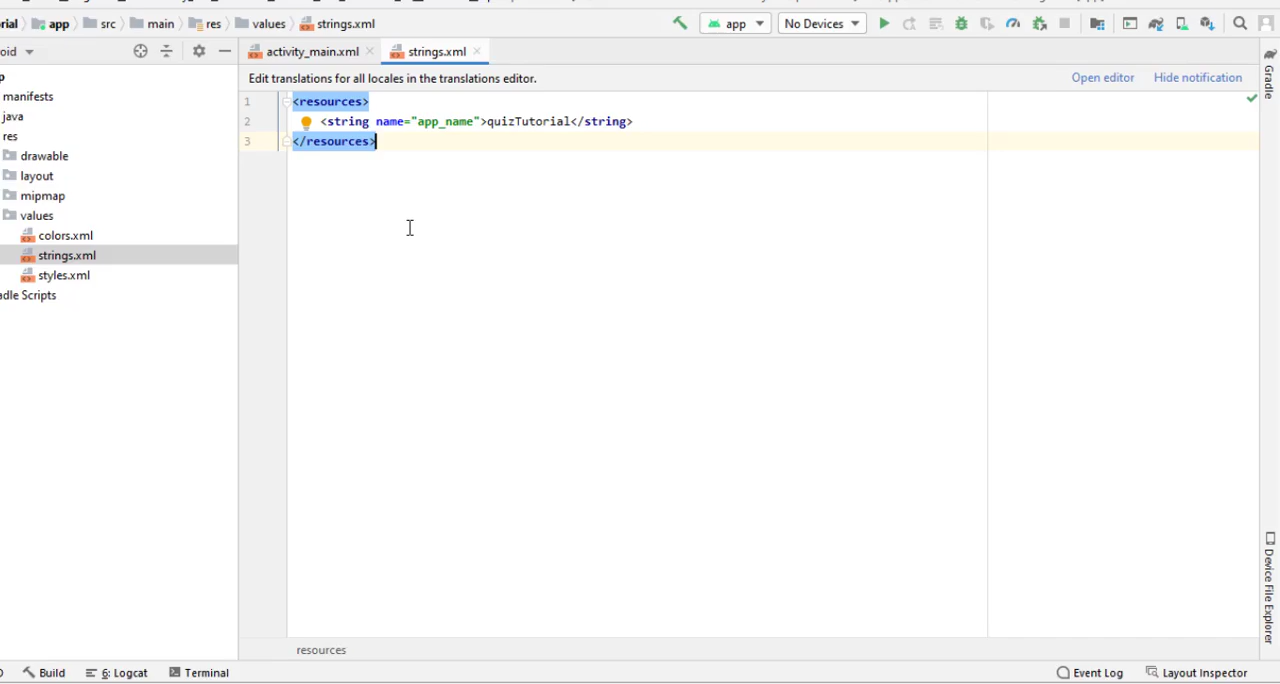 rial app src main res values strings.xml app No Devices
oid activity_main.xml strings.xml
Edit translations for all locales in the translations editor. Open editor Hide notification
p
manifests
java
res
drawable
layout
mipmap
values
colors.xml
strings.xml
styles.xml
adle Scripts
1 <resources>
2 <string name="app_name">quizTutorial</string>
3 </resources>
Gradle
Device File Explorer
resources
Build 6: Logcat Terminal Event Log Layout Inspector